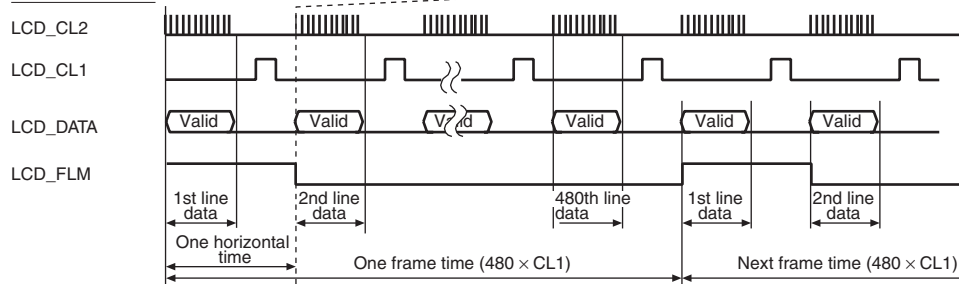 LCD_CL2
LCD_CL1
LCD_DATA
Valid
Valid
Valid
Valid
Valid
Valid
LCD_FLM
1st line
data
2nd line
data
480th line
data
1st line
data
2nd line
data
One horizontal
time
One frame time (480 × CL1)
Next frame time (480 × CL1)